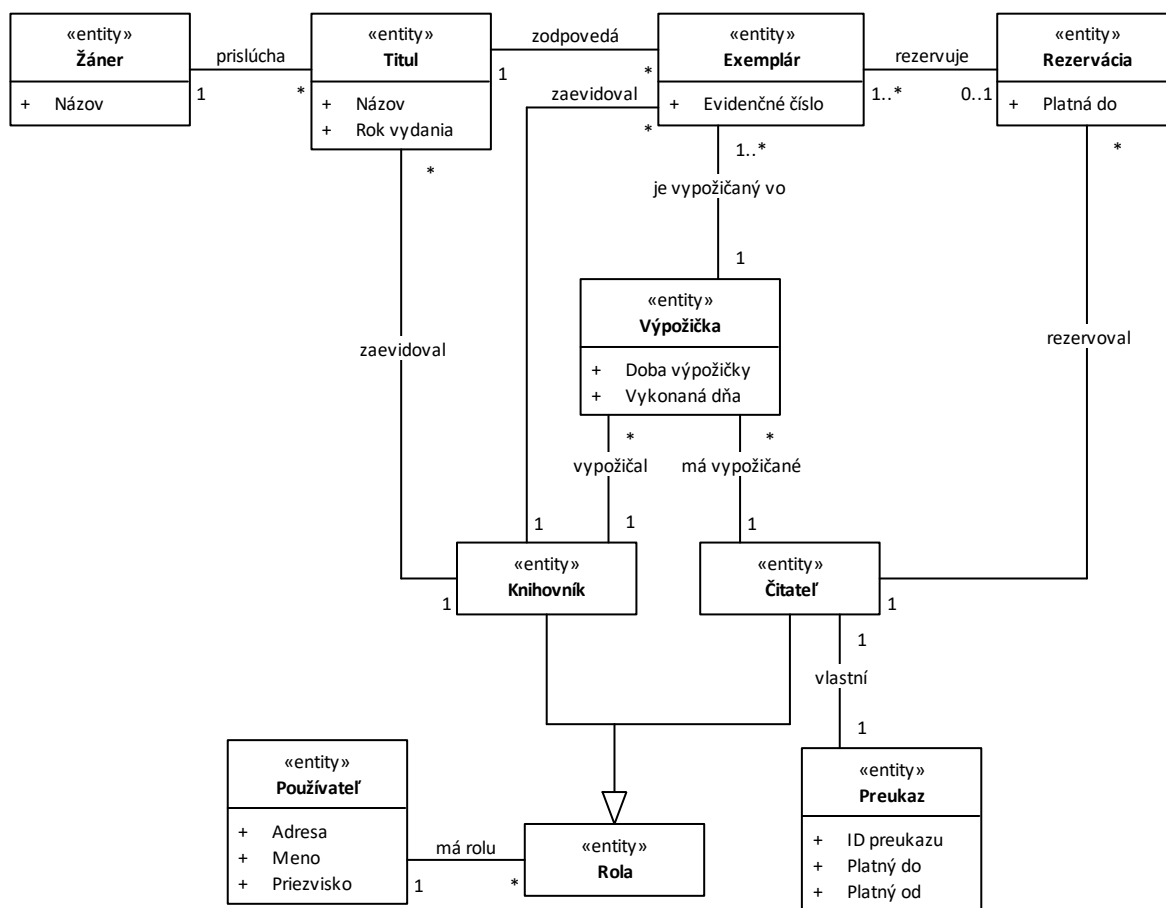 «entity»
Žáner
+ Názov
prislúcha
1
*
«entity»
Titul
+ Názov
+ Rok vydania
zodpovedá
1
*
«entity»
Exemplár
+ Evidenčné číslo
rezervuje
1..*
0..1
«entity»
Rezervácia
+ Platná do
zaevidoval
*
*
1..*
*
je vypožičaný vo
1
«entity»
Výpožička
+ Doba výpožičky
+ Vykonaná dňa
zaevidoval
rezervoval
*
*
vypožičal
má vypožičané
1
1
1
«entity»
Knihovník
1
«entity»
Čitateľ
1
1
vlastní
1
«entity»
Používateľ
+ Adresa
+ Meno
+ Priezvisko
má rolu
1
*
«entity»
Rola
«entity»
Preukaz
+ ID preukazu
+ Platný do
+ Platný od